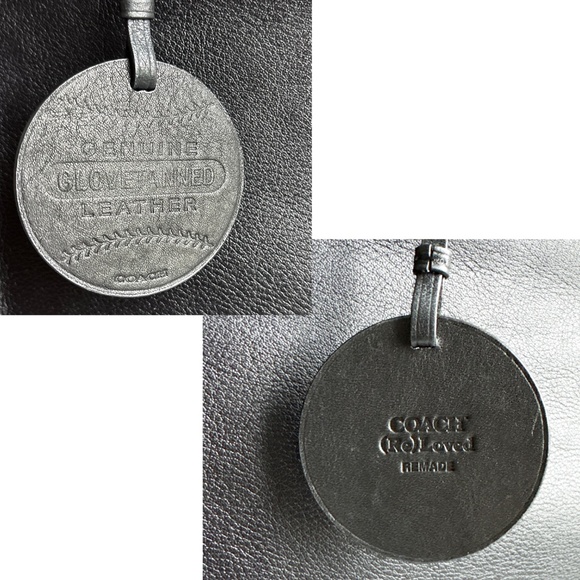 GENUINE
GLOVETANNED
LEATHER
COACH
COACH
(Re)Loved
REMADE